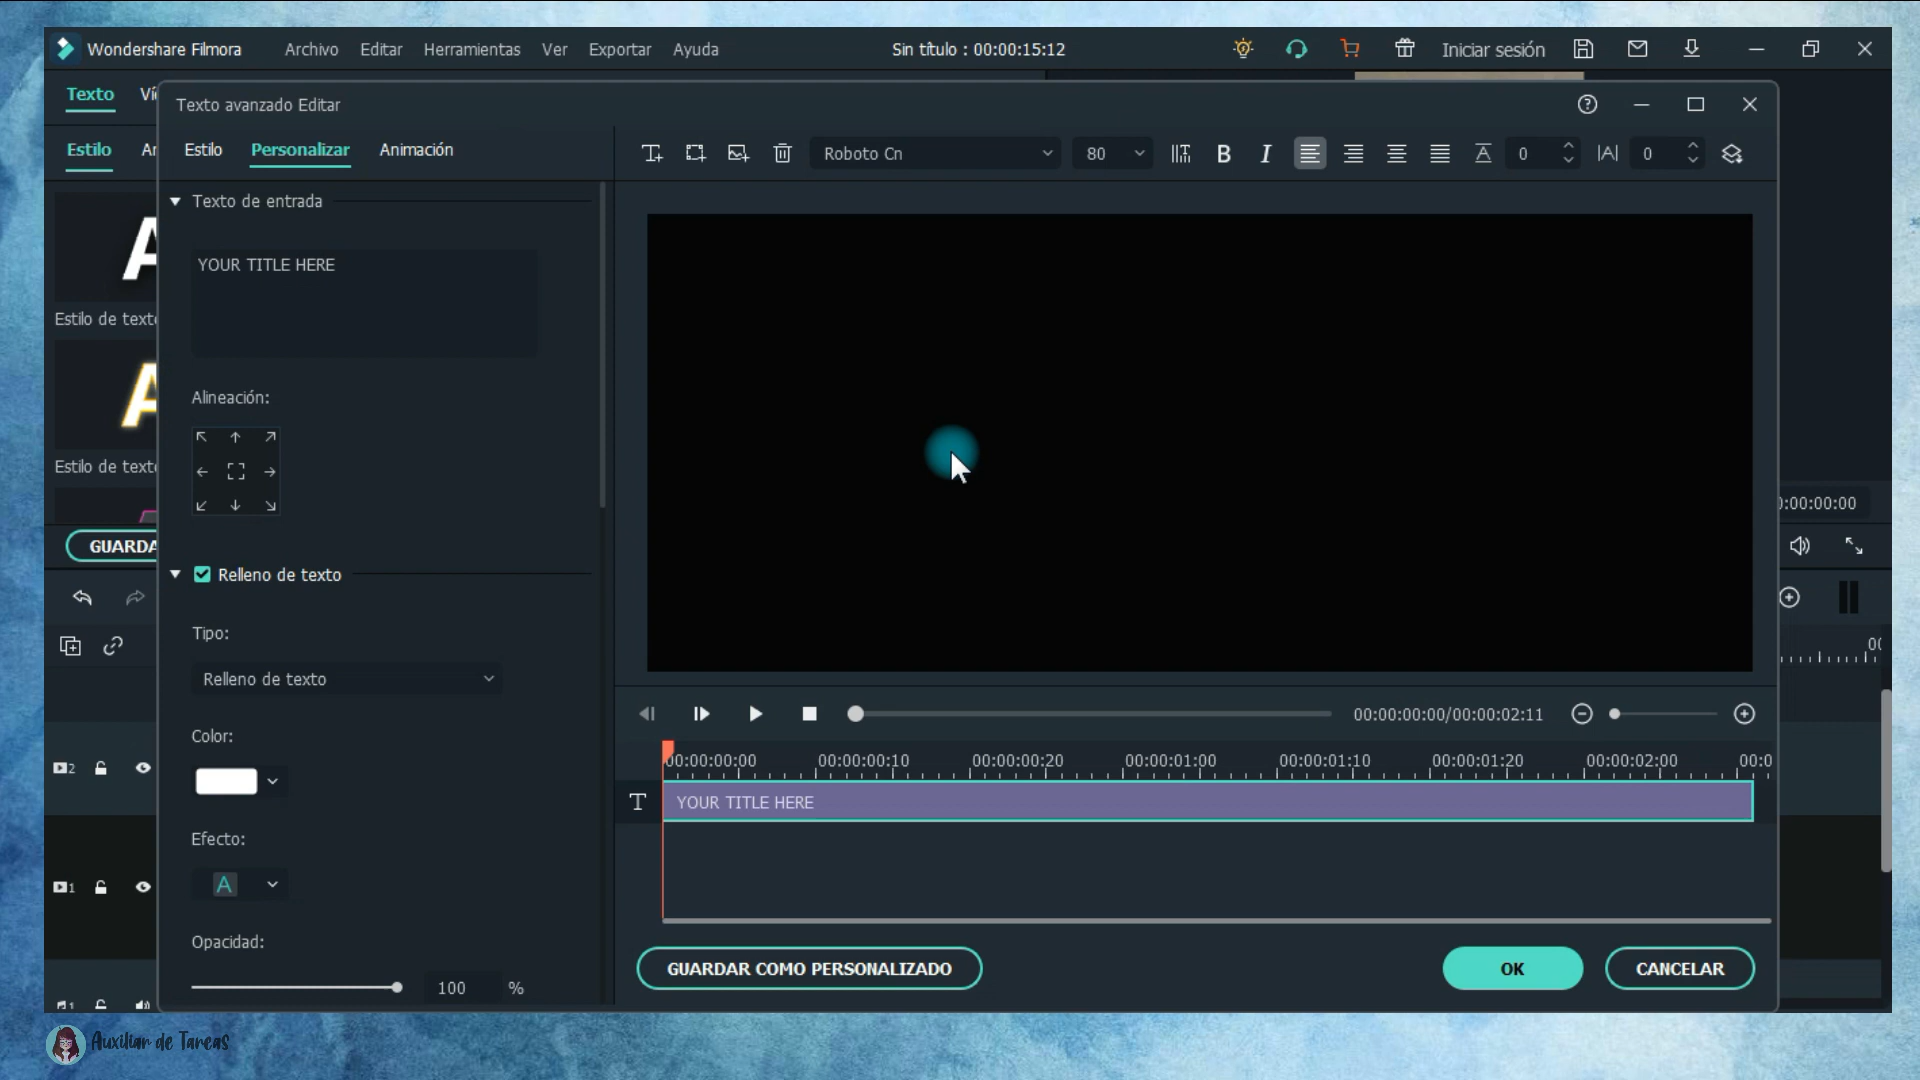 Wondershare Filmora Archivo Editar Herramientas Ver Exportar Ayuda Sin título : 00:00:15:12 Iniciar sesión
Texto
Texto avanzado Editar
Estilo
Estilo Personalizar Animación
Roboto Cn 80 B I 0 0
Texto de entrada
YOUR TITLE HERE
Estilo de texto
Alineación:
Estilo de texto
00:00:00:00
GUARDA
Relleno de texto
Tipo:
Relleno de texto
00:00:00:00/00:00:02:11
Color:
00:00:00:00 00:00:00:10 00:00:00:20 00:00:01:00 00:00:01:10 00:00:01:20 00:00:02:00 00:0
2
T YOUR TITLE HERE
Efecto:
A
1
Opacidad:
100 %
GUARDAR COMO PERSONALIZADO OK CANCELAR
1
Auxiliar de Tareas